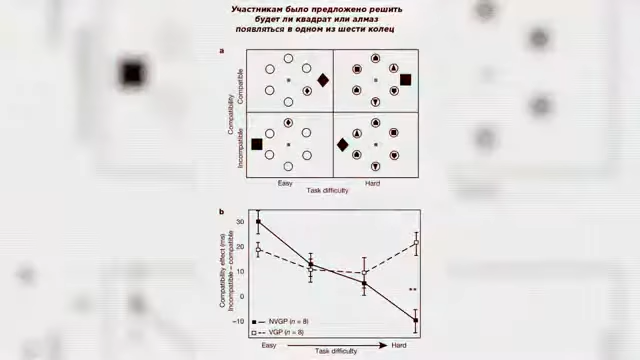 Участникам было предложено решить
будет ли квадрат или алмаз
появляться в одном из шести колец
a
Compatibility
Compatible
Incompatible
Easy
Hard
Task difficulty
b
Compatibility effect (ms)
Incompatible – compatible
30
20
10
0
–10
**
NVGP (n = 8)
VGP (n = 8)
Easy
Hard
Task difficulty